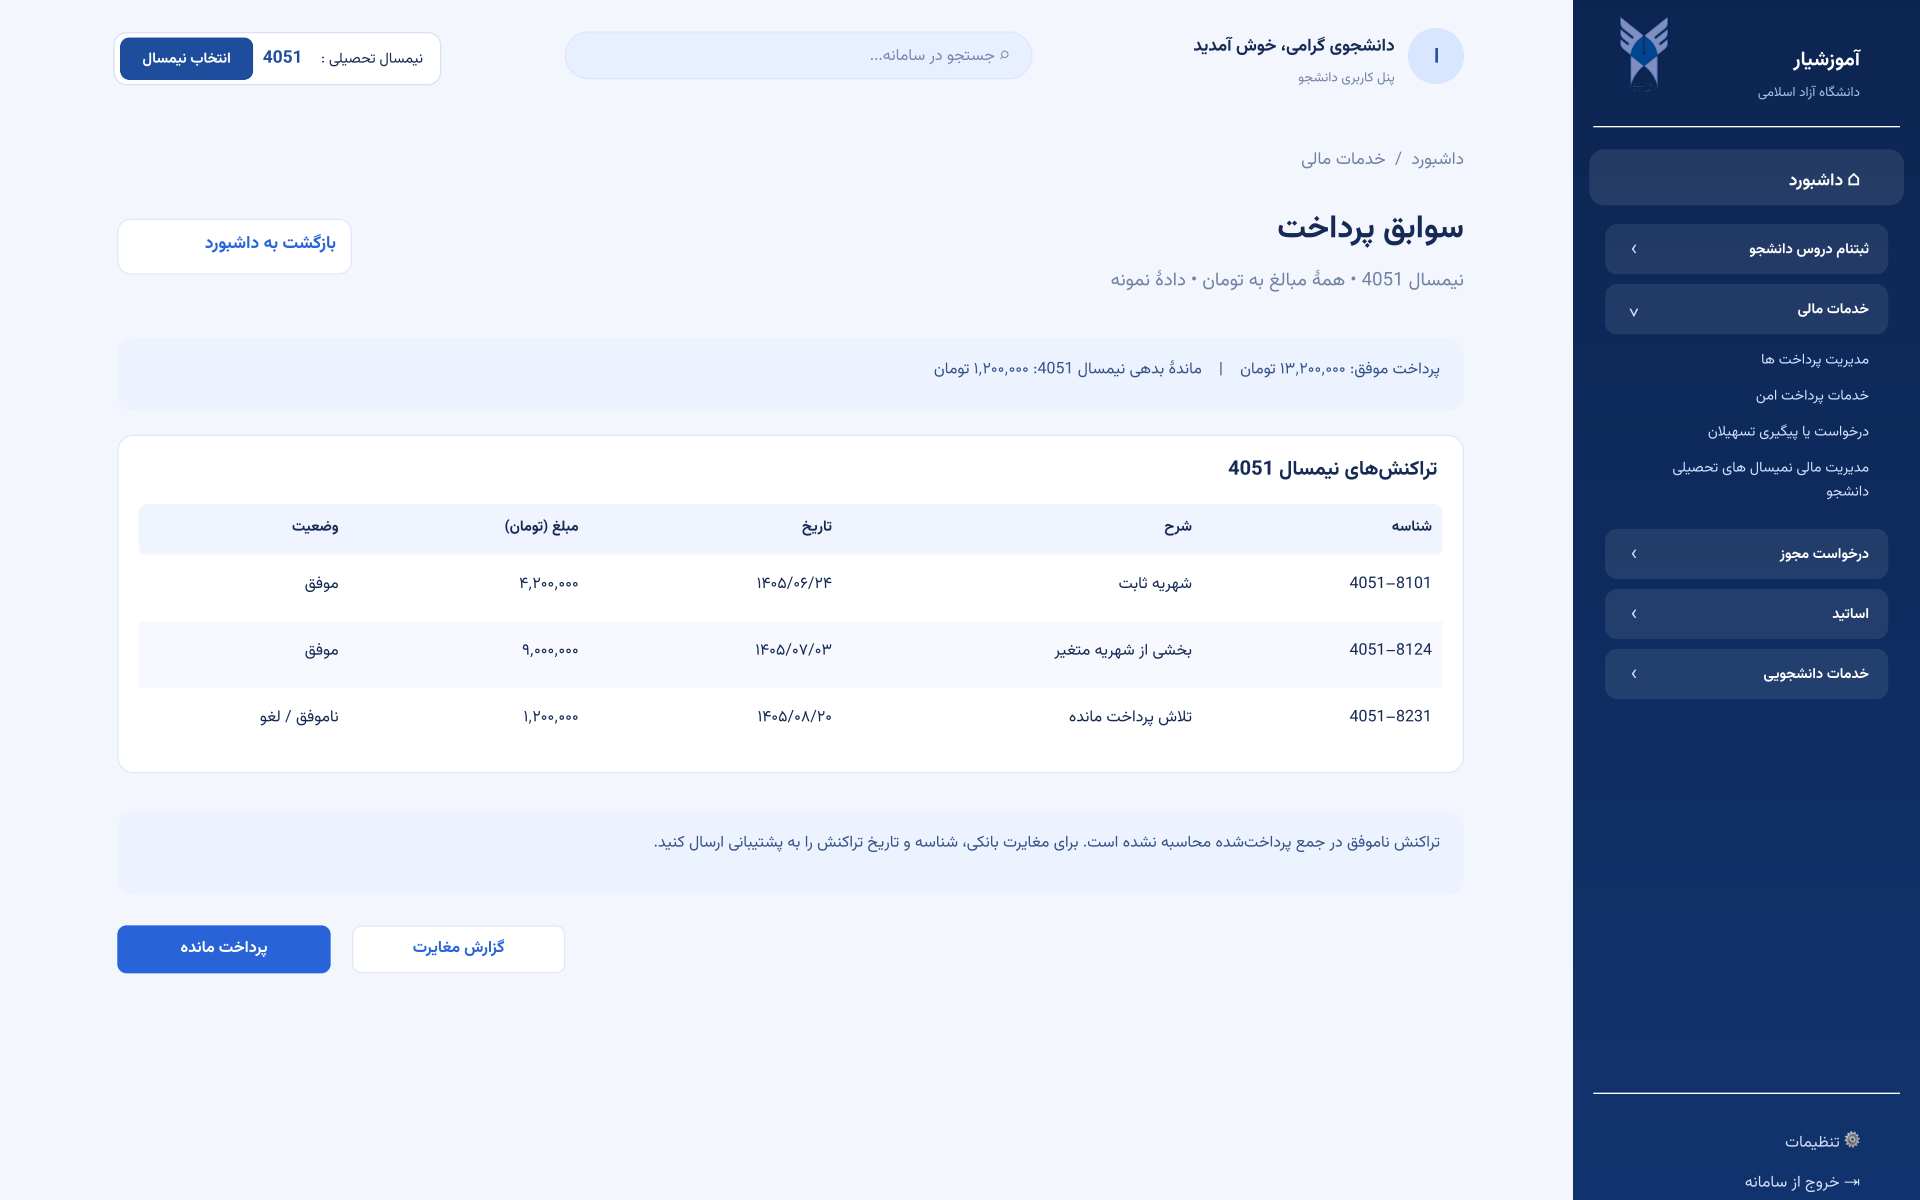 آموزشیار
دانشگاه آزاد اسلامی
⌂ داشبورد
ثبتنام دروس دانشجو
خدمات مالی
مدیریت پرداخت ها
خدمات پرداخت امن
درخواست یا پیگیری تسهیلان
مدیریت مالی نمیسال های تحصیلی
دانشجو
درخواست مجوز
اساتید
خدمات دانشجویی
⚙ تنظیمات
⇥ خروج از سامانه
ا
دانشجوی گرامی، خوش آمدید
پنل کاربری دانشجو
⌕ جستجو در سامانه...
نیمسال تحصیلی : 4051 انتخاب نیمسال
داشبورد / خدمات مالی
سوابق پرداخت
نیمسال 4051 • همهٔ مبالغ به تومان • دادهٔ نمونه
بازگشت به داشبورد
پرداخت موفق: ۱۳,۲۰۰,۰۰۰ تومان | ماندهٔ بدهی نیمسال 4051: ۱,۲۰۰,۰۰۰ تومان
تراکنش‌های نیمسال 4051
شناسه شرح تاریخ مبلغ (تومان) وضعیت
4051–8101 شهریه ثابت ۱۴۰۵/۰۶/۲۴ ۴,۲۰۰,۰۰۰ موفق
4051–8124 بخشی از شهریه متغیر ۱۴۰۵/۰۷/۰۳ ۹,۰۰۰,۰۰۰ موفق
4051–8231 تلاش پرداخت مانده ۱۴۰۵/۰۸/۲۰ ۱,۲۰۰,۰۰۰ ناموفق / لغو
تراکنش ناموفق در جمع پرداخت‌شده محاسبه نشده است. برای مغایرت بانکی، شناسه و تاریخ تراکنش را به پشتیبانی ارسال کنید.
گزارش مغایرت
پرداخت مانده